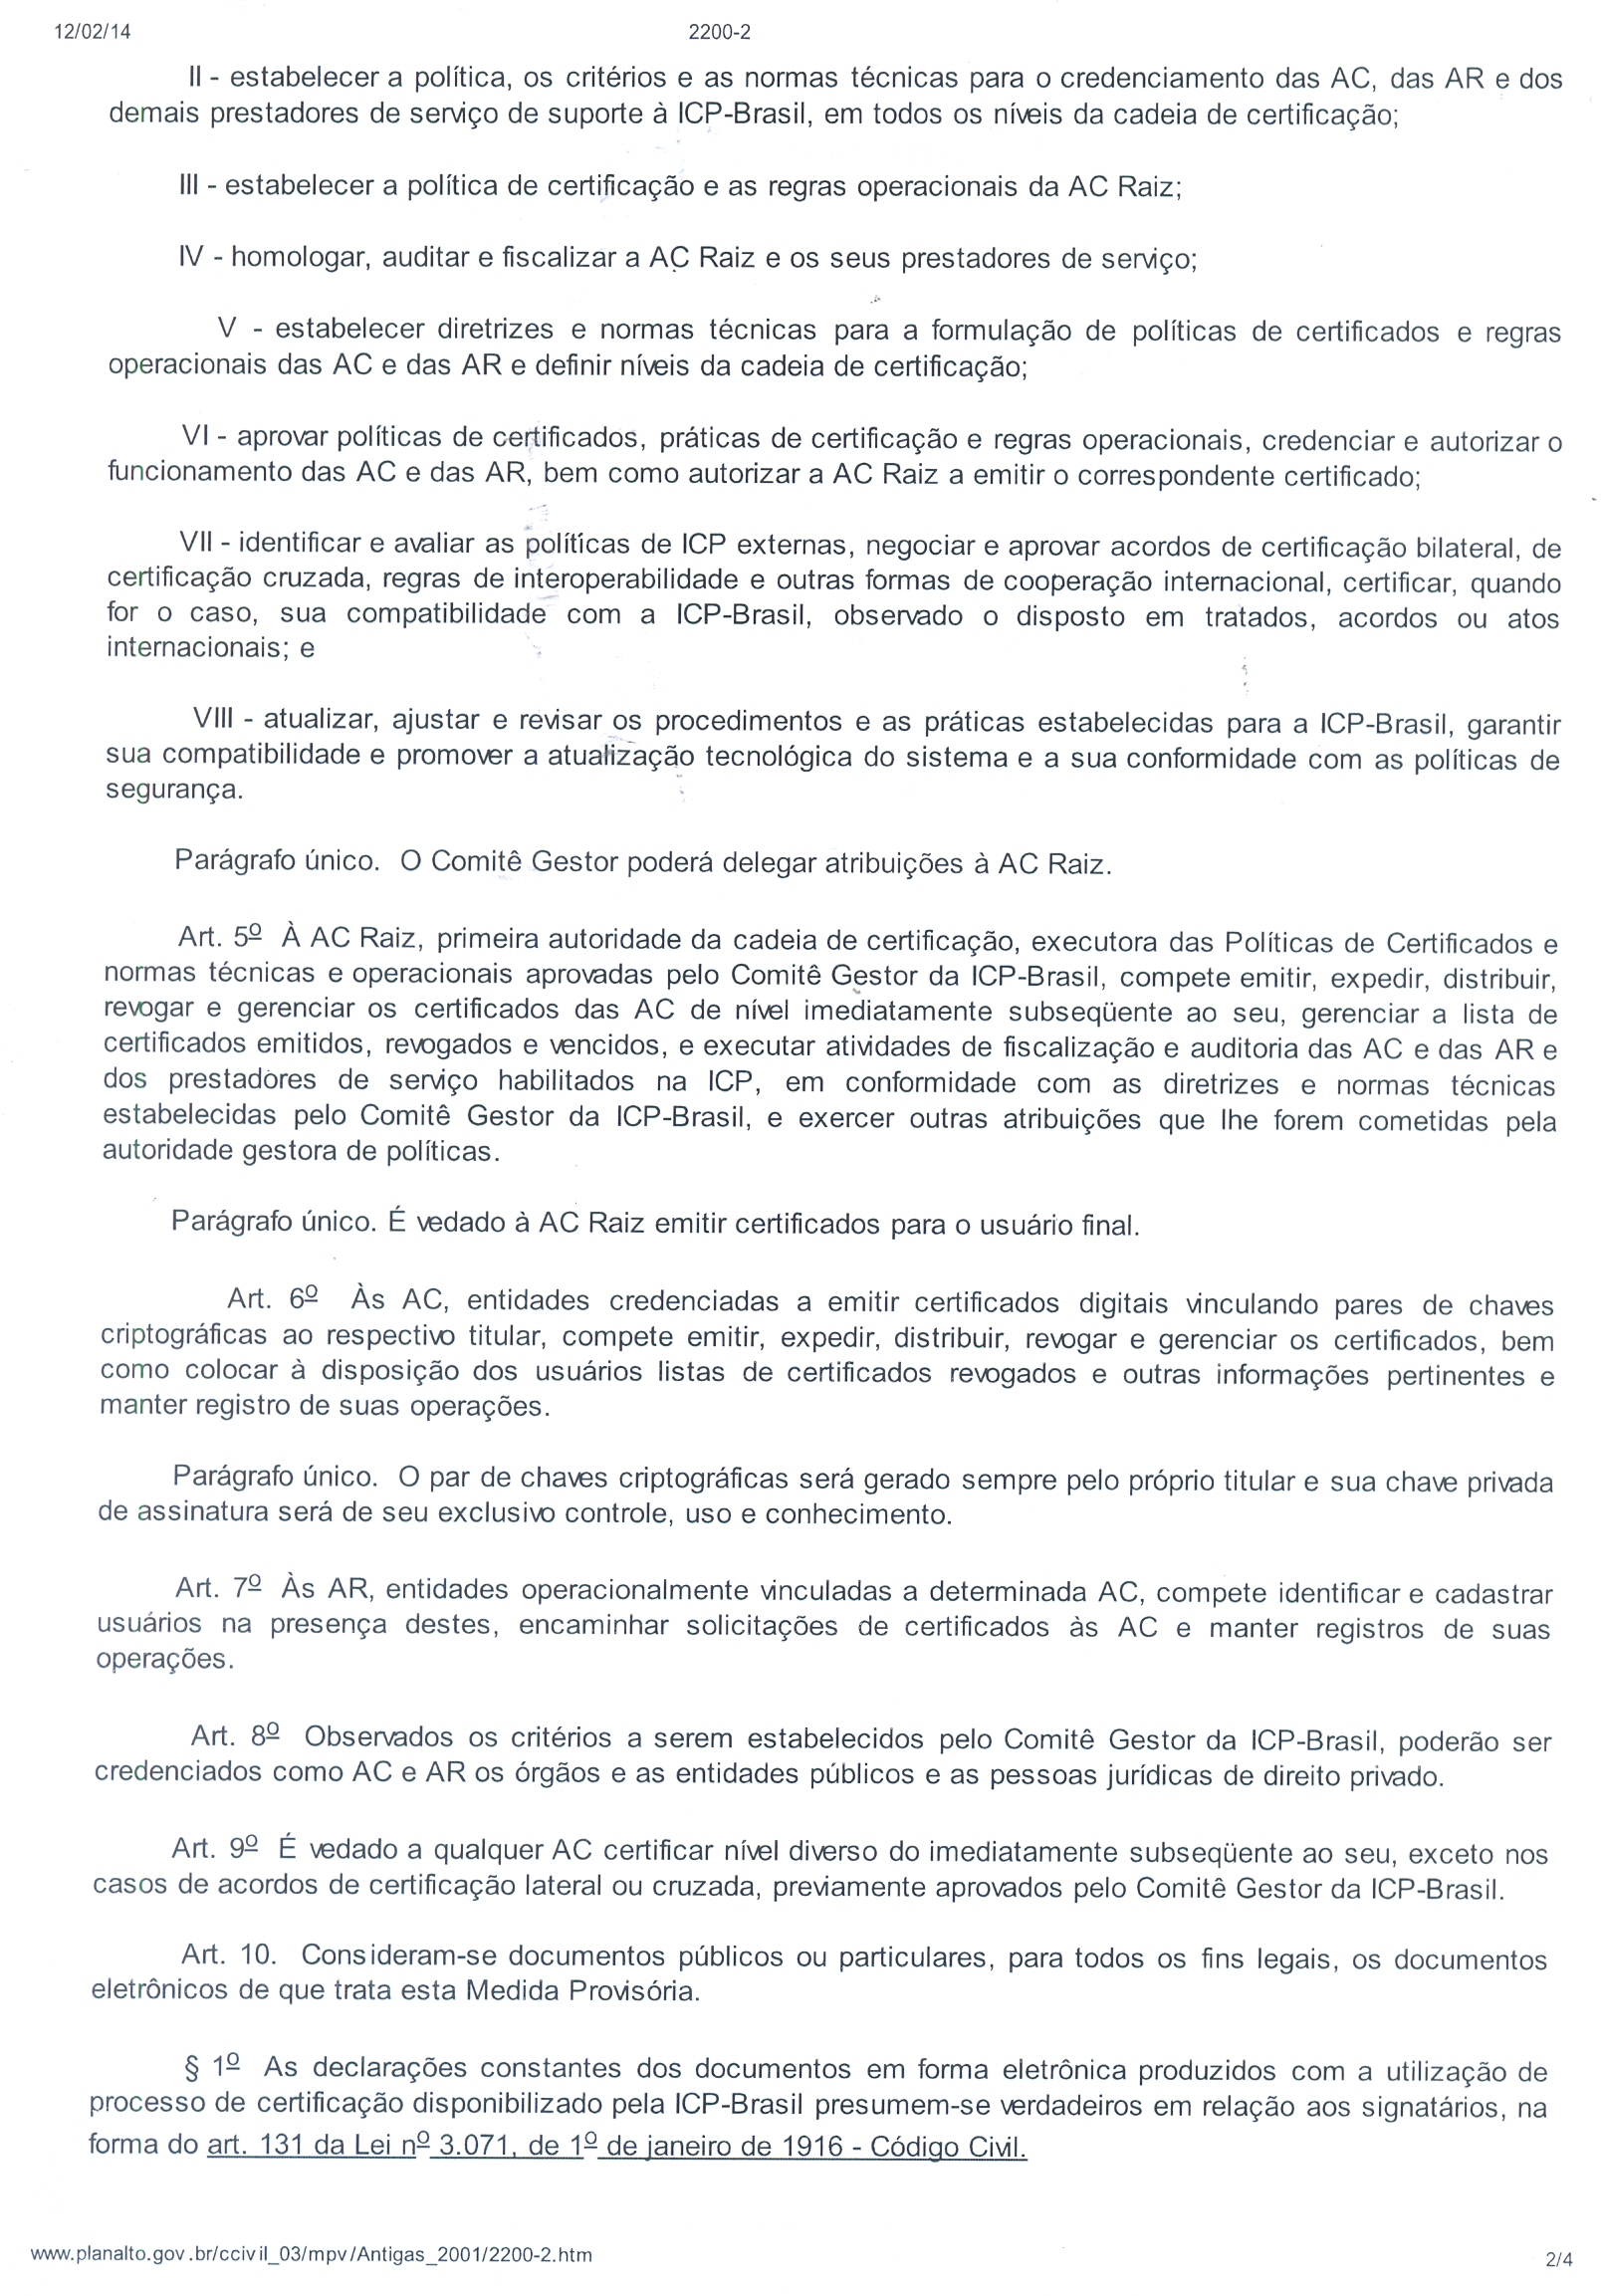 12/02/14 2200-2
II - estabelecer a política, os critérios e as normas técnicas para o credenciamento das AC, das AR e dos
demais prestadores de serviço de suporte à ICP-Brasil, em todos os níveis da cadeia de certificação;
III - estabelecer a política de certificação e as regras operacionais da AC Raiz;
IV - homologar, auditar e fiscalizar a AC Raiz e os seus prestadores de serviço;
V - estabelecer diretrizes e normas técnicas para a formulação de políticas de certificados e regras
operacionais das AC e das AR e definir níveis da cadeia de certificação;
VI - aprovar políticas de certificados, práticas de certificação e regras operacionais, credenciar e autorizar o
funcionamento das AC e das AR, bem como autorizar a AC Raiz a emitir o correspondente certificado;
VII - identificar e avaliar as políticas de ICP externas, negociar e aprovar acordos de certificação bilateral, de
certificação cruzada, regras de interoperabilidade e outras formas de cooperação internacional, certificar, quando
for o caso, sua compatibilidade com a ICP-Brasil, observado o disposto em tratados, acordos ou atos
internacionais; e
VIII - atualizar, ajustar e revisar os procedimentos e as práticas estabelecidas para a ICP-Brasil, garantir
sua compatibilidade e promover a atualização tecnológica do sistema e a sua conformidade com as políticas de
segurança.
Parágrafo único. O Comitê Gestor poderá delegar atribuições à AC Raiz.
Art. 5º À AC Raiz, primeira autoridade da cadeia de certificação, executora das Políticas de Certificados e
normas técnicas e operacionais aprovadas pelo Comitê Gestor da ICP-Brasil, compete emitir, expedir, distribuir,
revogar e gerenciar os certificados das AC de nível imediatamente subseqüente ao seu, gerenciar a lista de
certificados emitidos, revogados e vencidos, e executar atividades de fiscalização e auditoria das AC e das AR e
dos prestadores de serviço habilitados na ICP, em conformidade com as diretrizes e normas técnicas
estabelecidas pelo Comitê Gestor da ICP-Brasil, e exercer outras atribuições que lhe forem cometidas pela
autoridade gestora de políticas.
Parágrafo único. É vedado à AC Raiz emitir certificados para o usuário final.
Art. 6º Às AC, entidades credenciadas a emitir certificados digitais vinculando pares de chaves
criptográficas ao respectivo titular, compete emitir, expedir, distribuir, revogar e gerenciar os certificados, bem
como colocar à disposição dos usuários listas de certificados revogados e outras informações pertinentes e
manter registro de suas operações.
Parágrafo único. O par de chaves criptográficas será gerado sempre pelo próprio titular e sua chave privada
de assinatura será de seu exclusivo controle, uso e conhecimento.
Art. 7º Às AR, entidades operacionalmente vinculadas a determinada AC, compete identificar e cadastrar
usuários na presença destes, encaminhar solicitações de certificados às AC e manter registros de suas
operações.
Art. 8º Observados os critérios a serem estabelecidos pelo Comitê Gestor da ICP-Brasil, poderão ser
credenciados como AC e AR os órgãos e as entidades públicos e as pessoas jurídicas de direito privado.
Art. 9º É vedado a qualquer AC certificar nível diverso do imediatamente subseqüente ao seu, exceto nos
casos de acordos de certificação lateral ou cruzada, previamente aprovados pelo Comitê Gestor da ICP-Brasil.
Art. 10. Consideram-se documentos públicos ou particulares, para todos os fins legais, os documentos
eletrônicos de que trata esta Medida Provisória.
§ 1º As declarações constantes dos documentos em forma eletrônica produzidos com a utilização de
processo de certificação disponibilizado pela ICP-Brasil presumem-se verdadeiros em relação aos signatários, na
forma do art. 131 da Lei nº 3.071, de 1º de janeiro de 1916 - Código Civil.
www.planalto.gov.br/ccivil_03/mpv/Antigas_2001/2200-2.htm 2/4